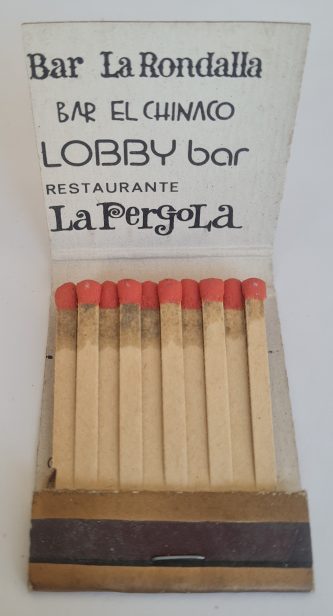 Bar La Rondalla
BAR EL CHINACO
LOBBY bar
RESTAURANTE
La Pergola